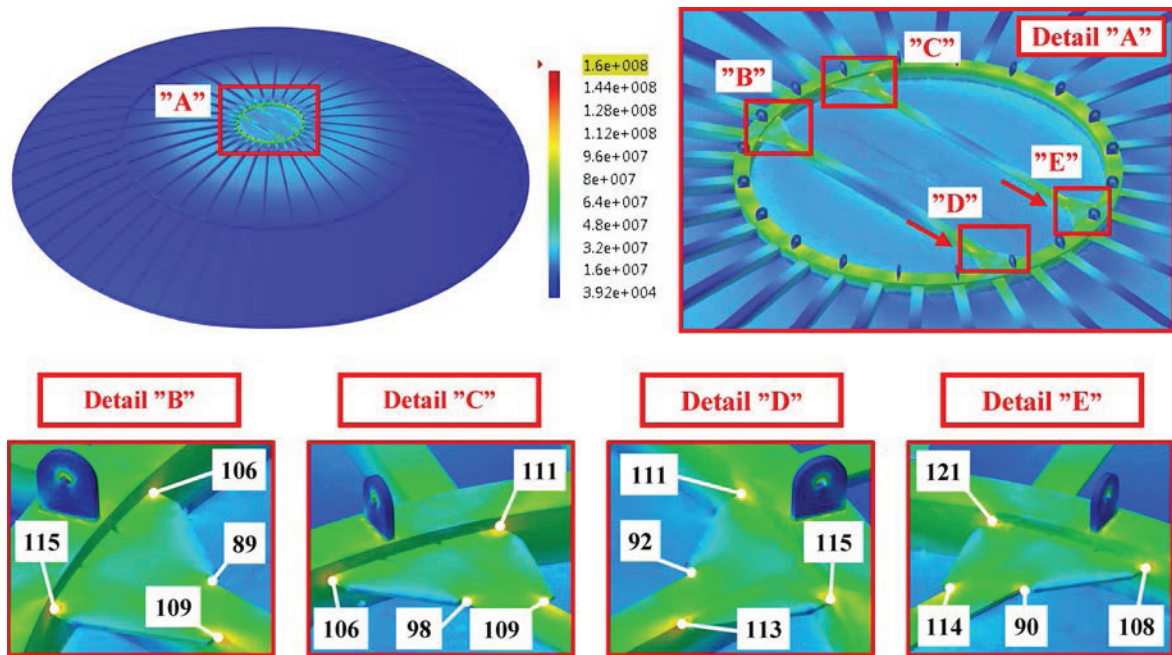 ”A”
1.6e+008
1.44e+008
1.28e+008
1.12e+008
9.6e+007
8e+007
6.4e+007
4.8e+007
3.2e+007
1.6e+007
3.92e+004
Detail ”A”
”C”
”B”
”E”
”D”
Detail ”B”
Detail ”C”
Detail ”D”
Detail ”E”
106
115
89
109
111
106
98
109
111
92
115
113
121
114
90
108